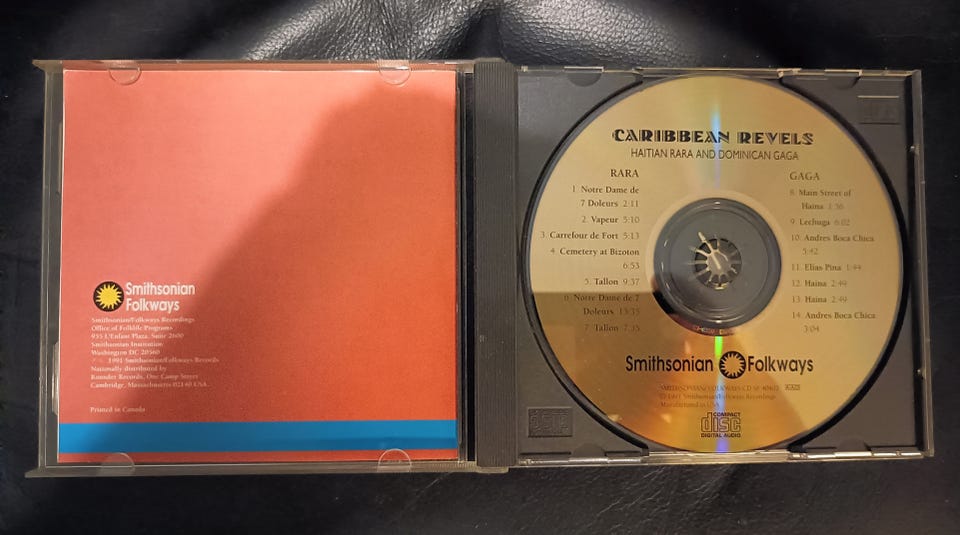 Smithsonian
Folkways
Smithsonian/Folkways Recordings
Office of Folklife Programs
955 L'Enfant Plaza, Suite 2600
Smithsonian Institution
Washington DC 20560
1991 Smithsonian/Folkways Records
Nationally distributed by
Rounder Records, One Camp Street
Cambridge, Massachusetts 02140 USA.
Printed in Canada
CARIBBEAN REVELS
HAITIAN RARA AND DOMINICAN GAGA
RARA
1 Notre Dame de
7 Doleurs 2:11
2. Vapeur 5:10
3. Carrefour de Fort 5:13
4 Cemetery at Bizoton
6:53
5. Tallon 9:37
6. Notre Dame de 7
Doleurs 13:35
7 Tallon 7:35
GAGA
8. Main Street of
Haina 1:56
9. Lechuga 6:02
10. Andres Boca Chica
5:42
11. Elias Pina 1:44
12. Haina 2:49
13. Haina 2:49
14. Andres Boca Chica
3:04
Smithsonian Folkways
SMITHSONIAN/FOLKWAYS CD SF 40402
© 1991 Smithsonian/Folkways Recordings
Manufactured in USA
COMPACT
disc
DIGITAL AUDIO